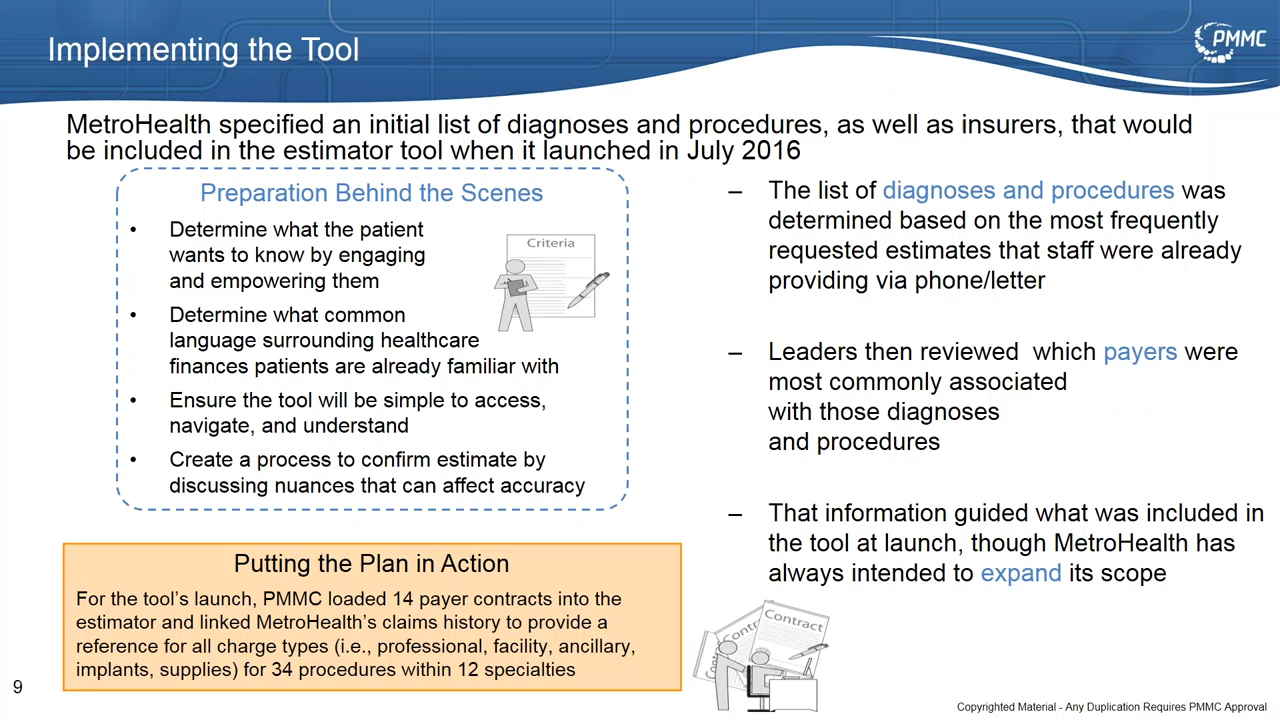 Implementing the Tool
PMMC
MetroHealth specified an initial list of diagnoses and procedures, as well as insurers, that would
be included in the estimator tool when it launched in July 2016
Preparation Behind the Scenes
• Determine what the patient
wants to know by engaging
and empowering them
Criteria
• Determine what common
language surrounding healthcare
finances patients are already familiar with
• Ensure the tool will be simple to access,
navigate, and understand
• Create a process to confirm estimate by
discussing nuances that can affect accuracy
– The list of diagnoses and procedures was
determined based on the most frequently
requested estimates that staff were already
providing via phone/letter
– Leaders then reviewed which payers were
most commonly associated
with those diagnoses
and procedures
– That information guided what was included in
the tool at launch, though MetroHealth has
always intended to expand its scope
Putting the Plan in Action
For the tool's launch, PMMC loaded 14 payer contracts into the
estimator and linked MetroHealth's claims history to provide a
reference for all charge types (i.e., professional, facility, ancillary,
implants, supplies) for 34 procedures within 12 specialties
Contract
9
Copyrighted Material - Any Duplication Requires PMMC Approval